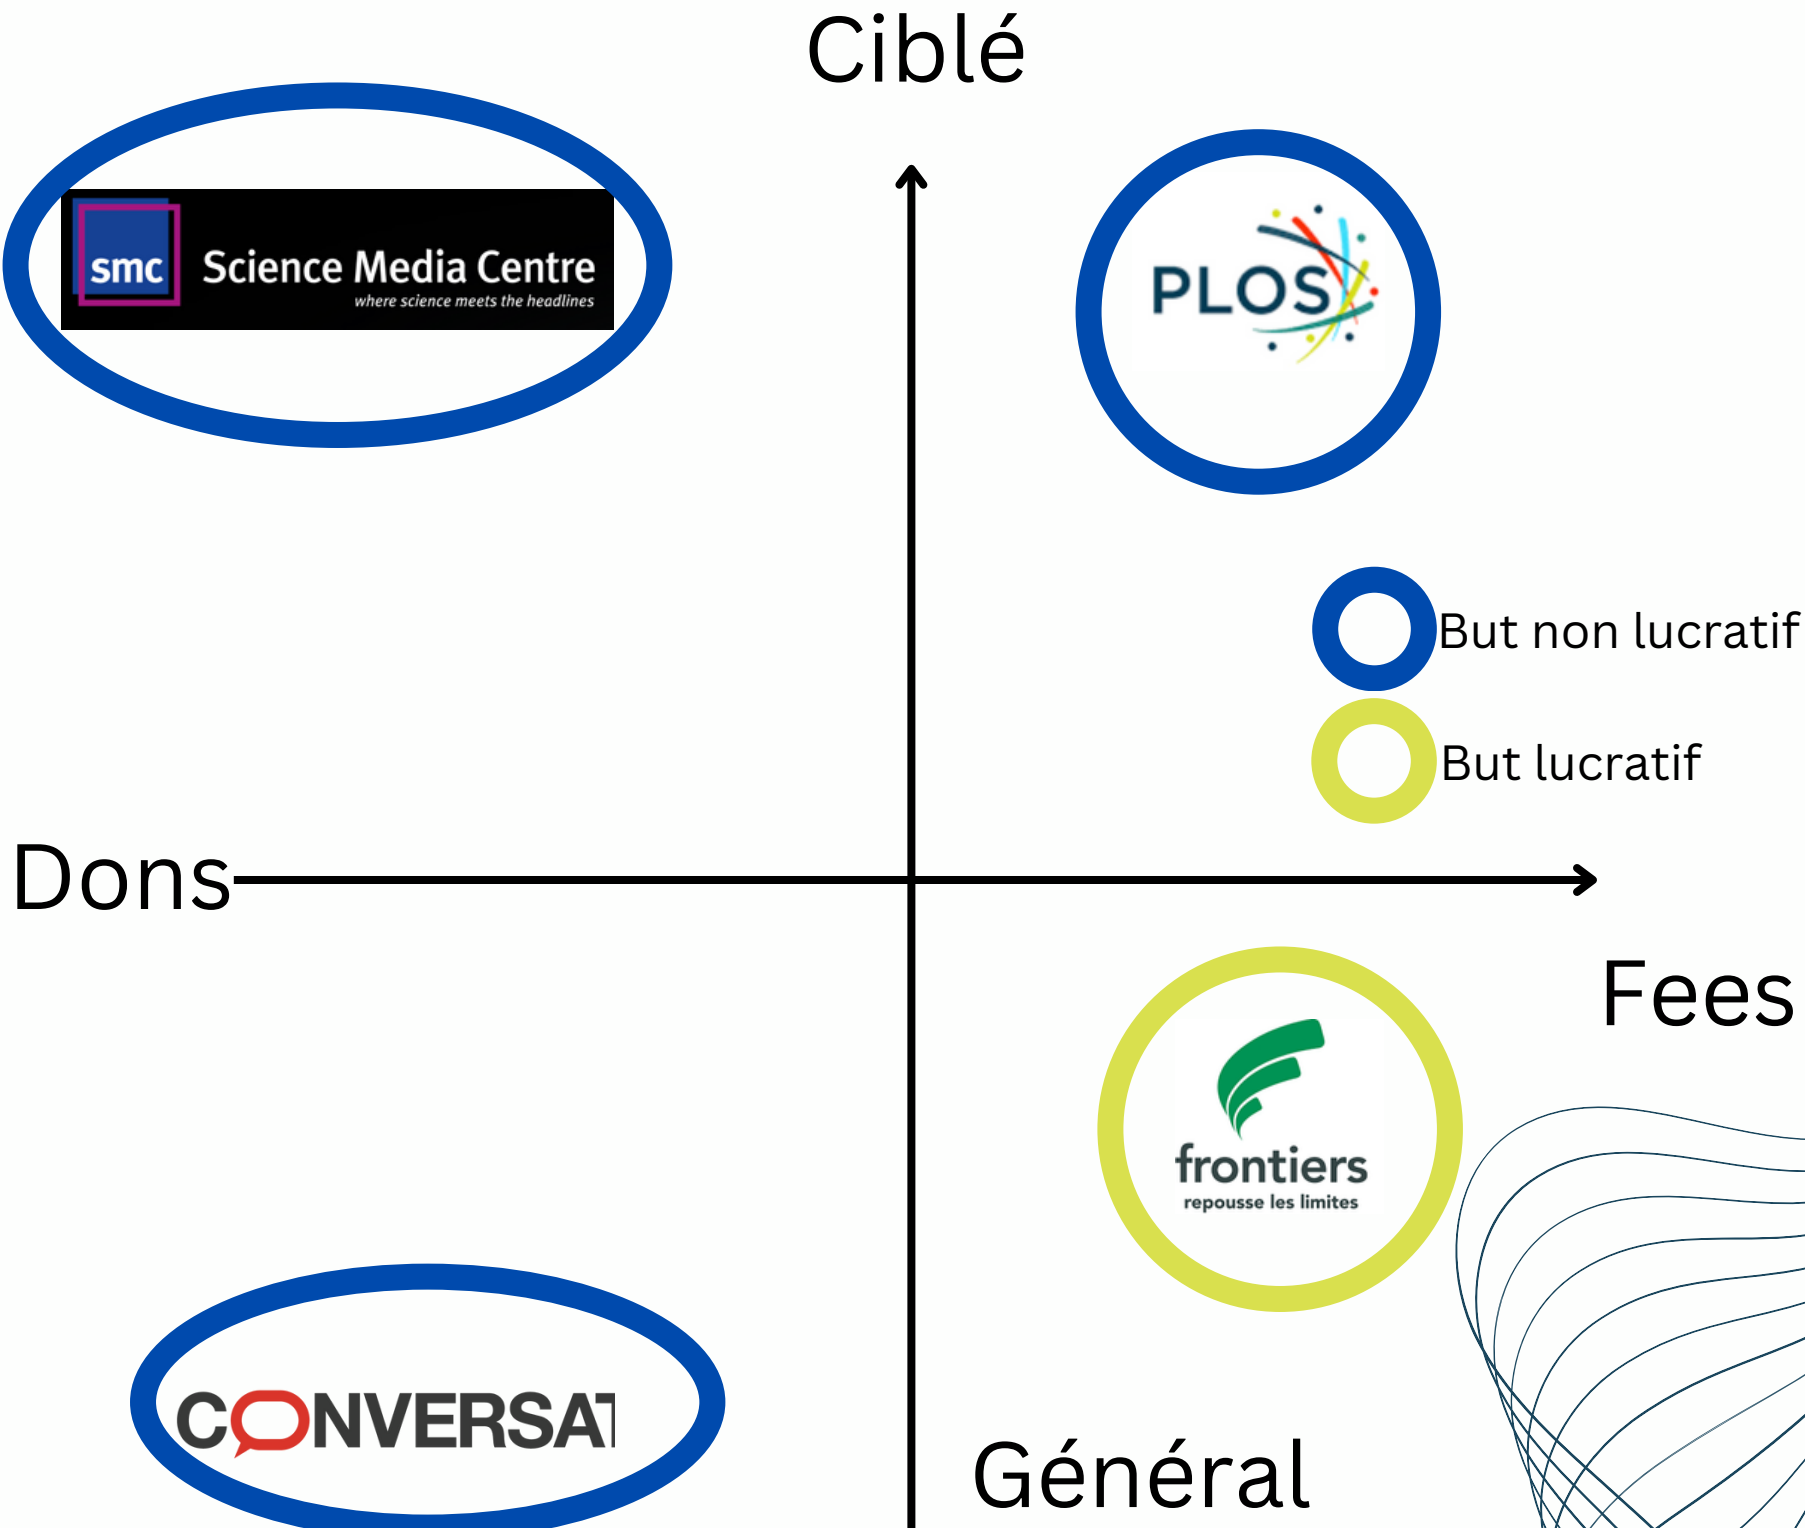 Ciblé
smc
Science Media Centre
where science meets the headlines
PLOS
But non lucratif
But lucratif
Dons
Fees
frontiers
repousse les limites
CONVERSAT
Général